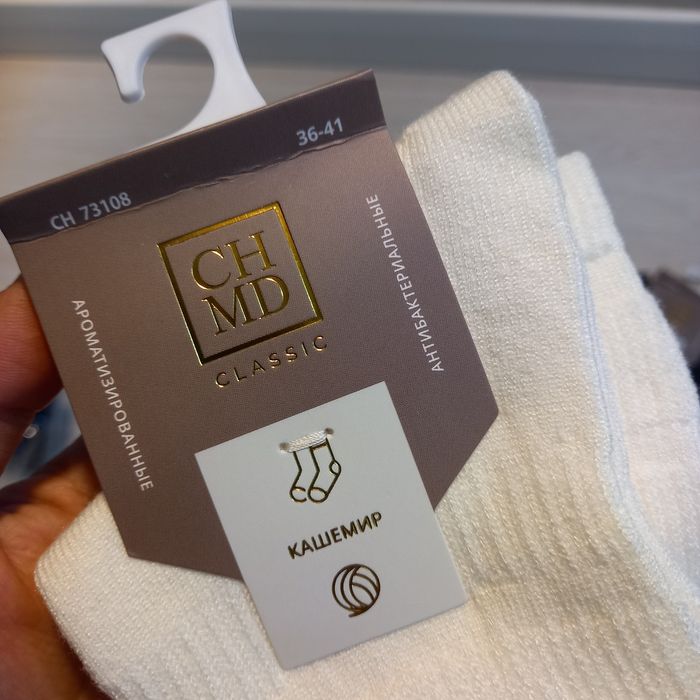 CH 73108
36-41
CH
MD
CLASSIC
АРОМАТИЗИРОВАННЫЕ
АНТИБАКТЕРИАЛЬНЫЕ
КАШЕМИР